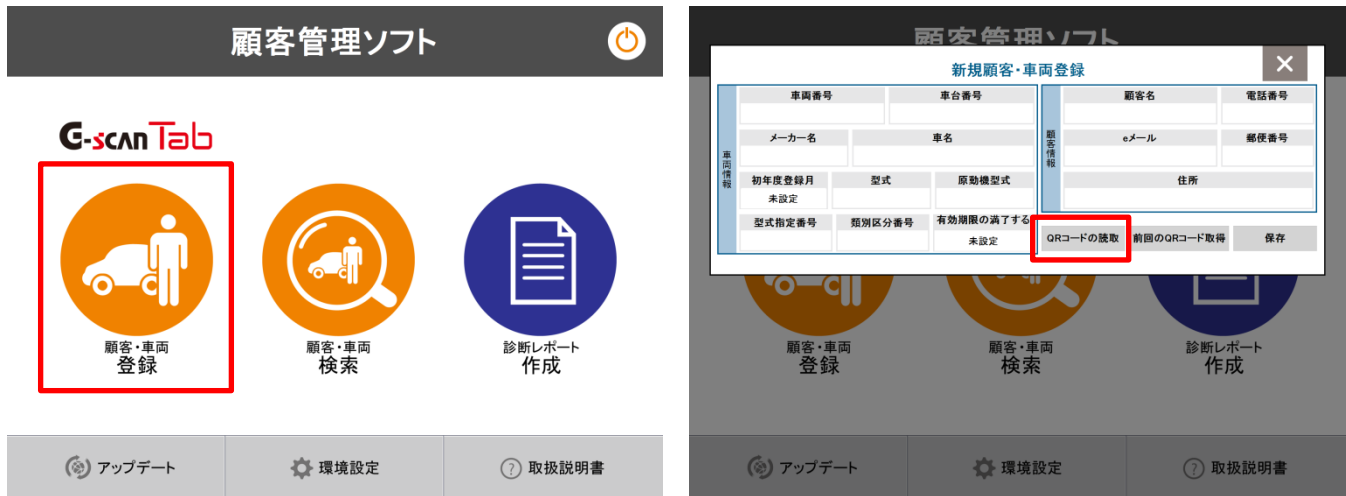 顧客管理ソフト
G-scan Tab
顧客・車両
登録
顧客・車両
検索
診断レポート
作成
アップデート
環境設定
? 取扱説明書
顧客管理ソフト
新規顧客・車両登録
車両情報
車両番号
車台番号
メーカー名
車名
初年度登録月
型式
原動機型式
未設定
型式指定番号
類別区分番号
有効期限の満了する
未設定
顧客情報
顧客名
電話番号
eメール
郵便番号
住所
QRコードの読取
前回のQRコード取得
保存
顧客・車両
登録
顧客・車両
検索
診断レポート
作成
アップデート
環境設定
? 取扱説明書